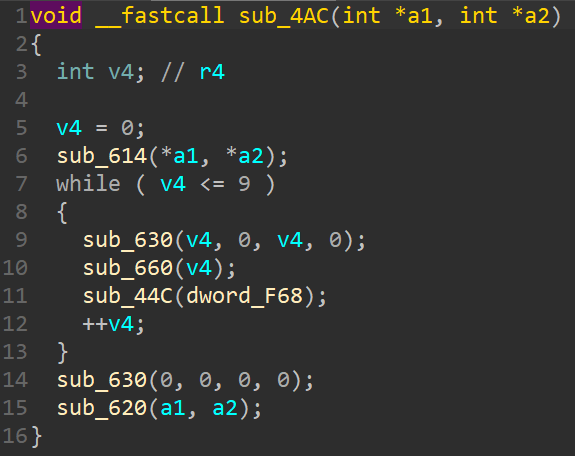 1 void __fastcall sub_4AC(int *a1, int *a2)
2 {
3   int v4; // r4
4
5   v4 = 0;
6   sub_614(*a1, *a2);
7   while ( v4 <= 9 )
8   {
9     sub_630(v4, 0, v4, 0);
10     sub_660(v4);
11     sub_44C(dword_F68);
12     ++v4;
13   }
14   sub_630(0, 0, 0, 0);
15   sub_620(a1, a2);
16 }